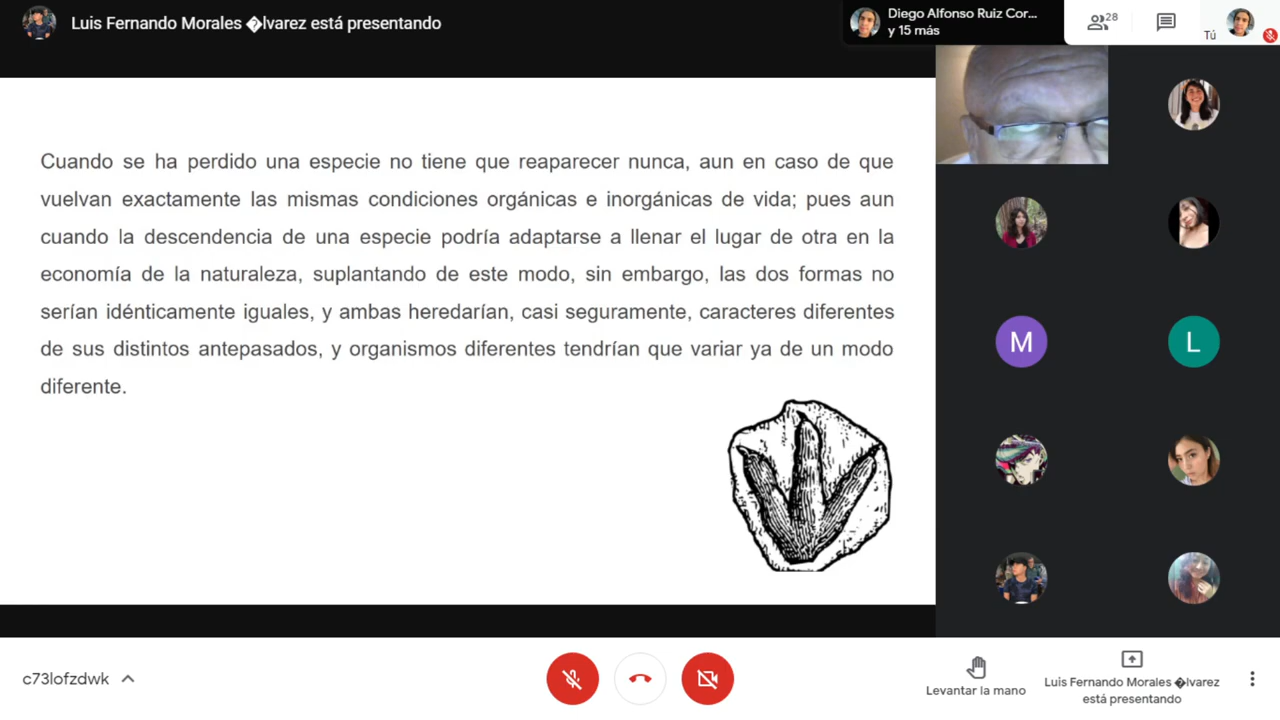 Luis Fernando Morales �lvarez está presentando
Diego Alfonso Ruiz Cor...
y 15 más
28
Tú
Cuando se ha perdido una especie no tiene que reaparecer nunca, aun en caso de que
vuelvan exactamente las mismas condiciones orgánicas e inorgánicas de vida; pues aun
cuando la descendencia de una especie podría adaptarse a llenar el lugar de otra en la
economía de la naturaleza, suplantando de este modo, sin embargo, las dos formas no
serían idénticamente iguales, y ambas heredarían, casi seguramente, caracteres diferentes
de sus distintos antepasados, y organismos diferentes tendrían que variar ya de un modo
diferente.
M
L
c73lofzdwk
Levantar la mano
Luis Fernando Morales �lvarez
está presentando